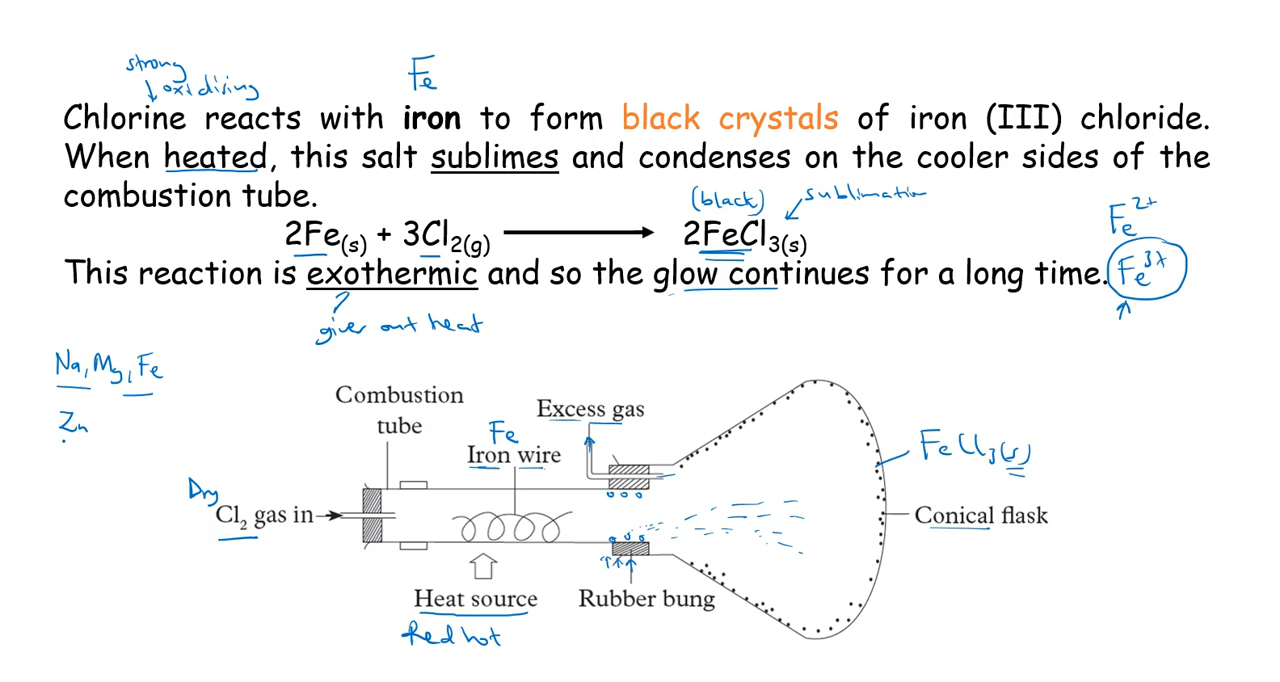 strong
↓ oxidising
Fe
Chlorine reacts with iron to form black crystals of iron (III) chloride.
When heated, this salt sublimes and condenses on the cooler sides of the
combustion tube.
(black)
sublimation
2Fe(s) + 3Cl2(g) ⟶ 2FeCl3(s)
Fe2+
This reaction is exothermic and so the glow continues for a long time.
Fe3+
gives out heat
Na, Mg, Fe
Zn
Combustion
tube
Excess gas
Fe
Iron wire
FeCl3(s)
Dry
Cl2 gas in
Conical flask
Heat source
Rubber bung
Red hot